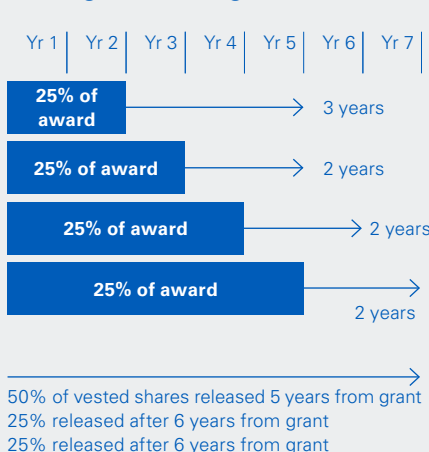 Yr 1 Yr 2 Yr 3 Yr 4 Yr 5 Yr 6 Yr 7
25% of
award
3 years
25% of award
2 years
25% of award
2 years
25% of award
2 years
50% of vested shares released 5 years from grant
25% released after 6 years from grant
25% released after 6 years from grant